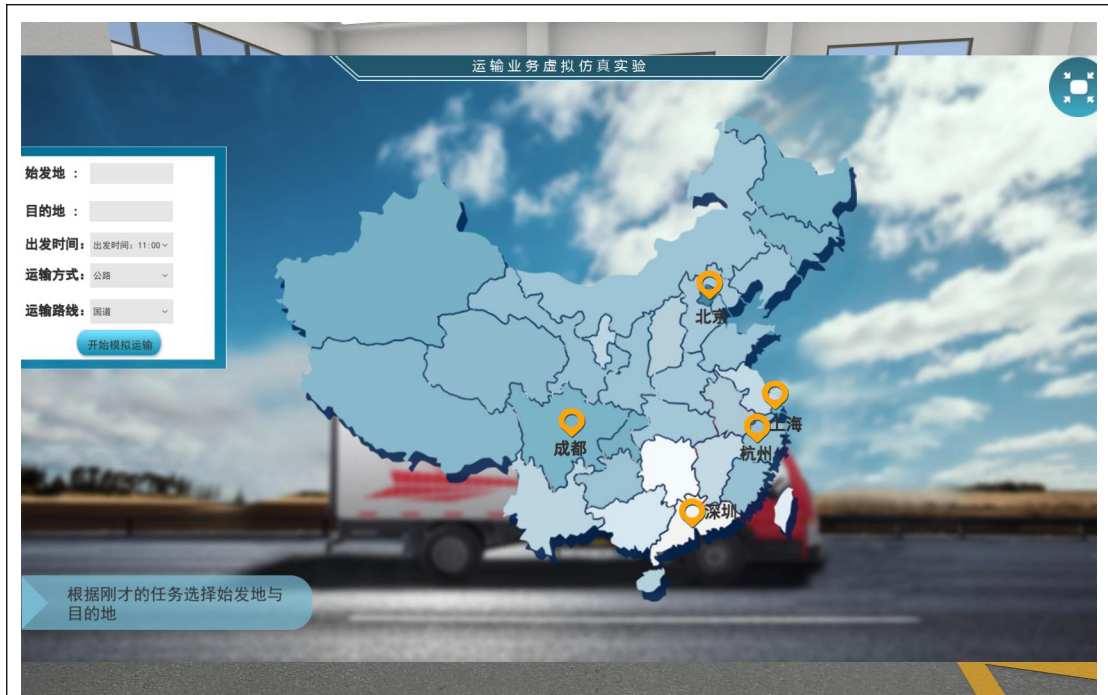 运输业务虚拟仿真实验
始发地 :
目的地 :
出发时间: 出发时间: 11:00
运输方式: 公路
运输路线: 国道
开始模拟运输
北京
上海
杭州
成都
深圳
根据刚才的任务选择始发地与
目的地